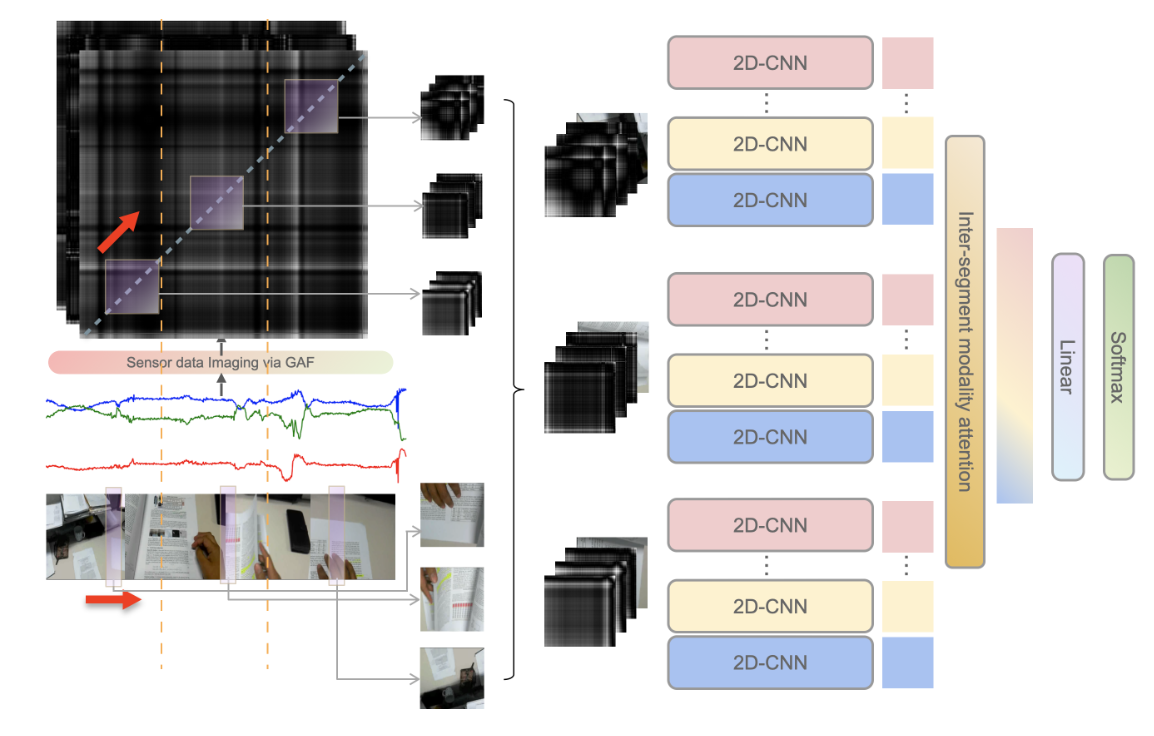 2D-CNN
2D-CNN
2D-CNN
Sensor data Imaging via GAF
2D-CNN
2D-CNN
2D-CNN
2D-CNN
2D-CNN
2D-CNN
Inter-segment modality attention
Linear
Softmax